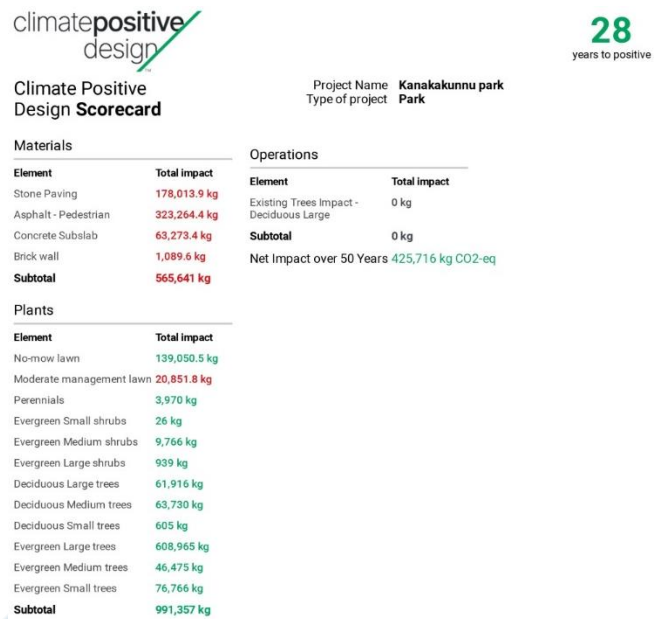 climatepositive
design
™
28
years to positive
Climate Positive
Design Scorecard
Project Name Kanakakunnu park
Type of project Park
Materials
Element Total impact
Stone Paving 178,013.9 kg
Asphalt - Pedestrian 323,264.4 kg
Concrete Subslab 63,273.4 kg
Brick wall 1,089.6 kg
Subtotal 565,641 kg
Operations
Element Total impact
Existing Trees Impact - 0 kg
Deciduous Large
Subtotal 0 kg
Net Impact over 50 Years 425,716 kg CO2-eq
Plants
Element Total impact
No-mow lawn 139,050.5 kg
Moderate management lawn 20,851.8 kg
Perennials 3,970 kg
Evergreen Small shrubs 26 kg
Evergreen Medium shrubs 9,766 kg
Evergreen Large shrubs 939 kg
Deciduous Large trees 61,916 kg
Deciduous Medium trees 63,730 kg
Deciduous Small trees 605 kg
Evergreen Large trees 608,965 kg
Evergreen Medium trees 46,475 kg
Evergreen Small trees 76,766 kg
Subtotal 991,357 kg